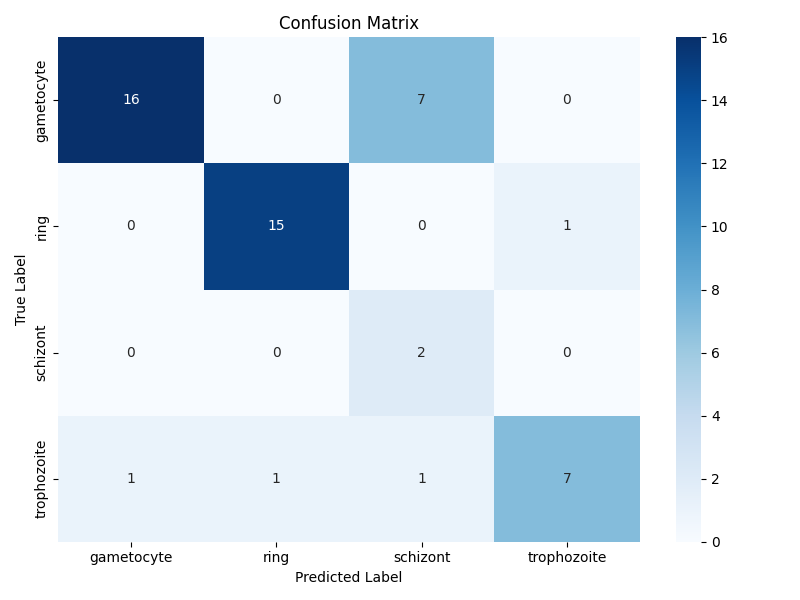 Confusion Matrix
True Label
gametocyte
16 0 7 0
ring
0 15 0 1
schizont
0 0 2 0
trophozoite
1 1 1 7
gametocyte ring schizont trophozoite
Predicted Label
16
14
12
10
8
6
4
2
0